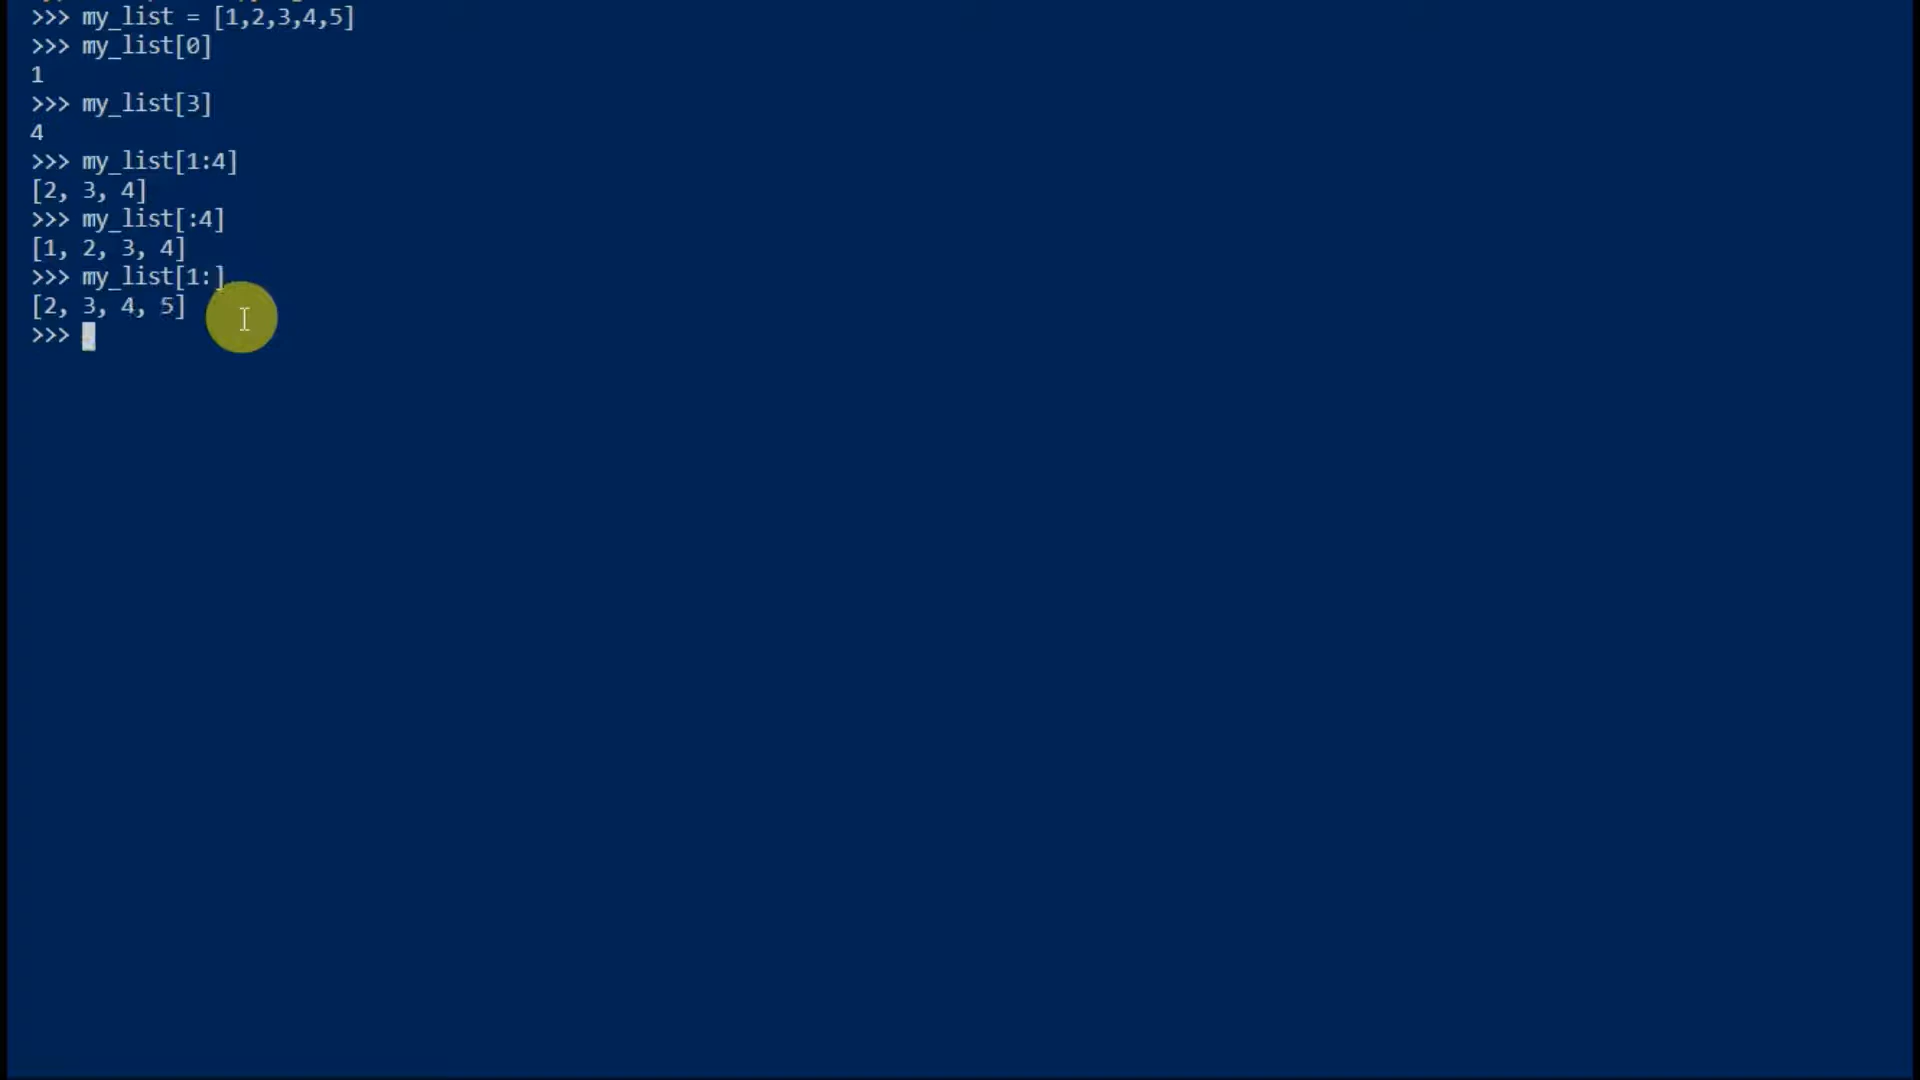 >>> my_list = [1,2,3,4,5]
>>> my_list[0]
1
>>> my_list[3]
4
>>> my_list[1:4]
[2, 3, 4]
>>> my_list[:4]
[1, 2, 3, 4]
>>> my_list[1:]
[2, 3, 4, 5]
>>>